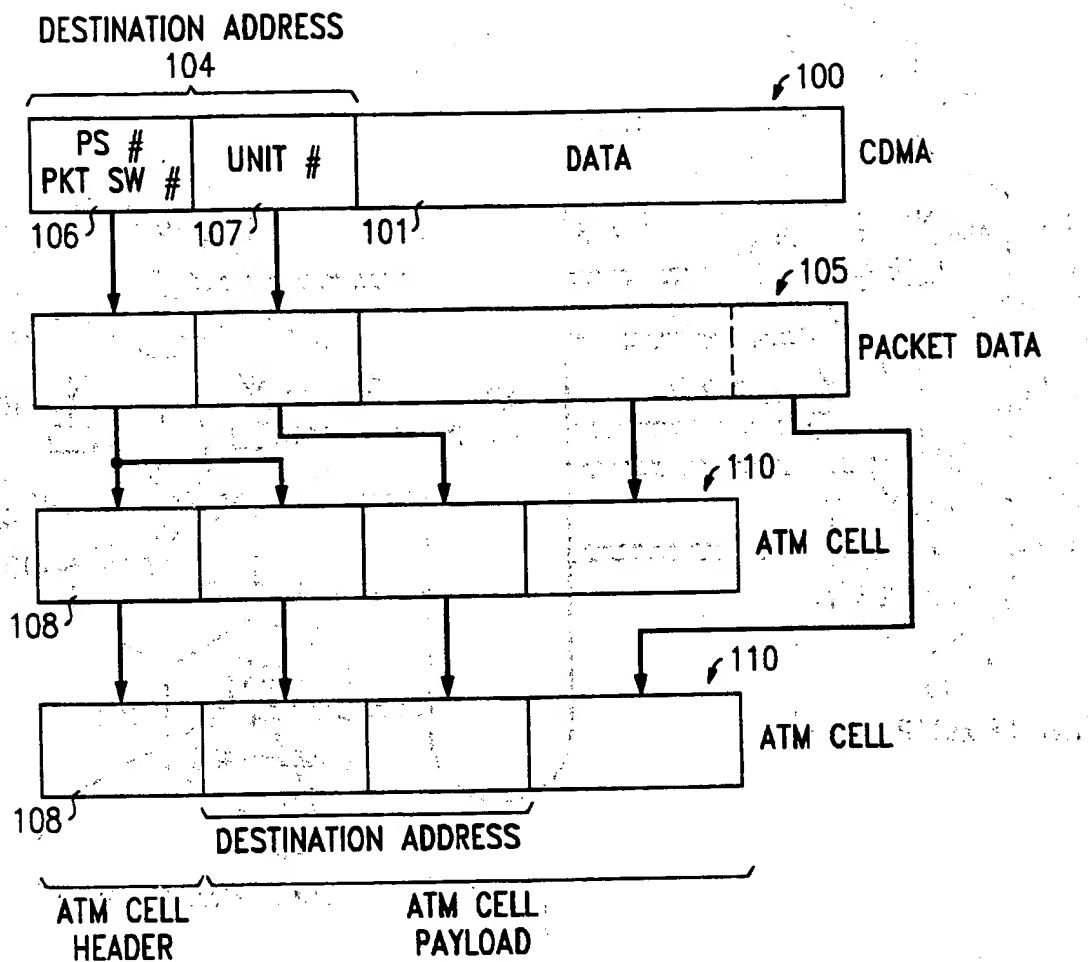 DESTINATION ADDRESS
104
100
PS #
PKT SW #
UNIT #
DATA
CDMA
106
107
101
105
PACKET DATA
110
ATM CELL
108
110
ATM CELL
108
DESTINATION ADDRESS
ATM CELL
HEADER
ATM CELL
PAYLOAD